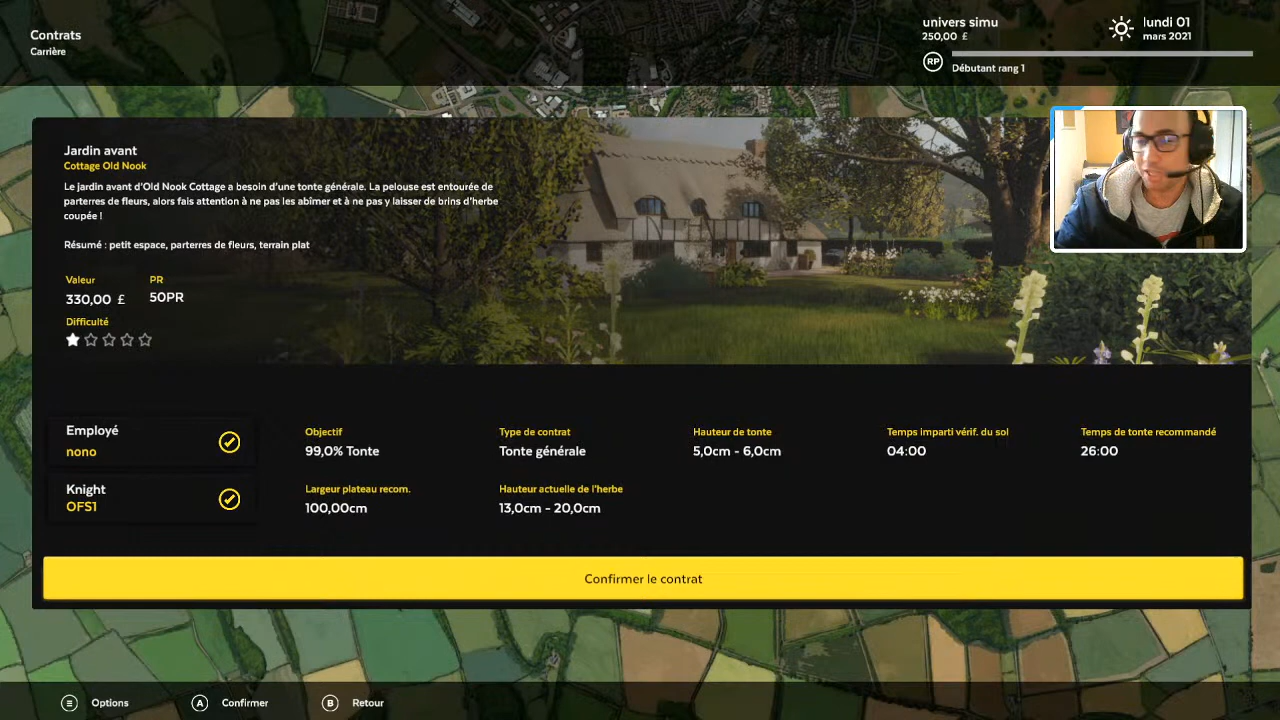 Contrats
Carrière
univers simu
250,00 £
lundi 01
mars 2021
RP
Débutant rang 1
Jardin avant
Cottage Old Nook
Le jardin avant d'Old Nook Cottage a besoin d'une tonte générale. La pelouse est entourée de
parterres de fleurs, alors fais attention à ne pas les abîmer et à ne pas y laisser de brins d'herbe
coupée !
Résumé : petit espace, parterres de fleurs, terrain plat
Valeur
330,00 £
PR
50PR
Difficulté
Employé
nono
Objectif
99,0% Tonte
Type de contrat
Tonte générale
Hauteur de tonte
5,0cm - 6,0cm
Temps imparti vérif. du sol
04:00
Temps de tonte recommandé
26:00
Knight
OFS1
Largeur plateau recom.
100,00cm
Hauteur actuelle de l'herbe
13,0cm - 20,0cm
Confirmer le contrat
Options
A Confirmer
B Retour